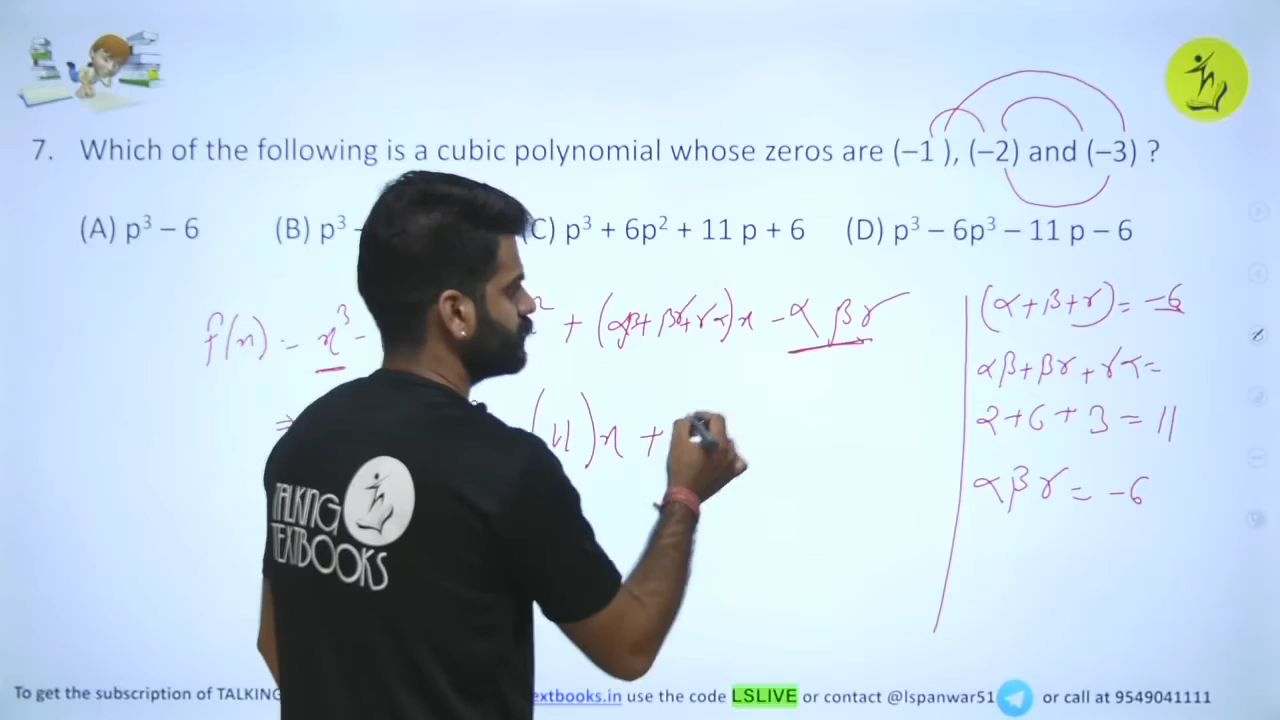 7. Which of the following is a cubic polynomial whose zeros are (−1 ), (−2) and (−3) ?
(A) p³ – 6 (B) p³ C) p³ + 6p² + 11 p + 6 (D) p³ – 6p³ – 11 p – 6
f(x) = x³ - x² + (αβ+βγ+γα)x - αβγ
⇒ (11)x +
(α+β+γ) = -6
αβ+βγ+γα=
2+6+3 = 11
αβγ = -6
TALKING
TEXTBOOKS
To get the subscription of TALKING extbooks.in use the code LSLIVE or contact @lspanwar51 or call at 9549041111